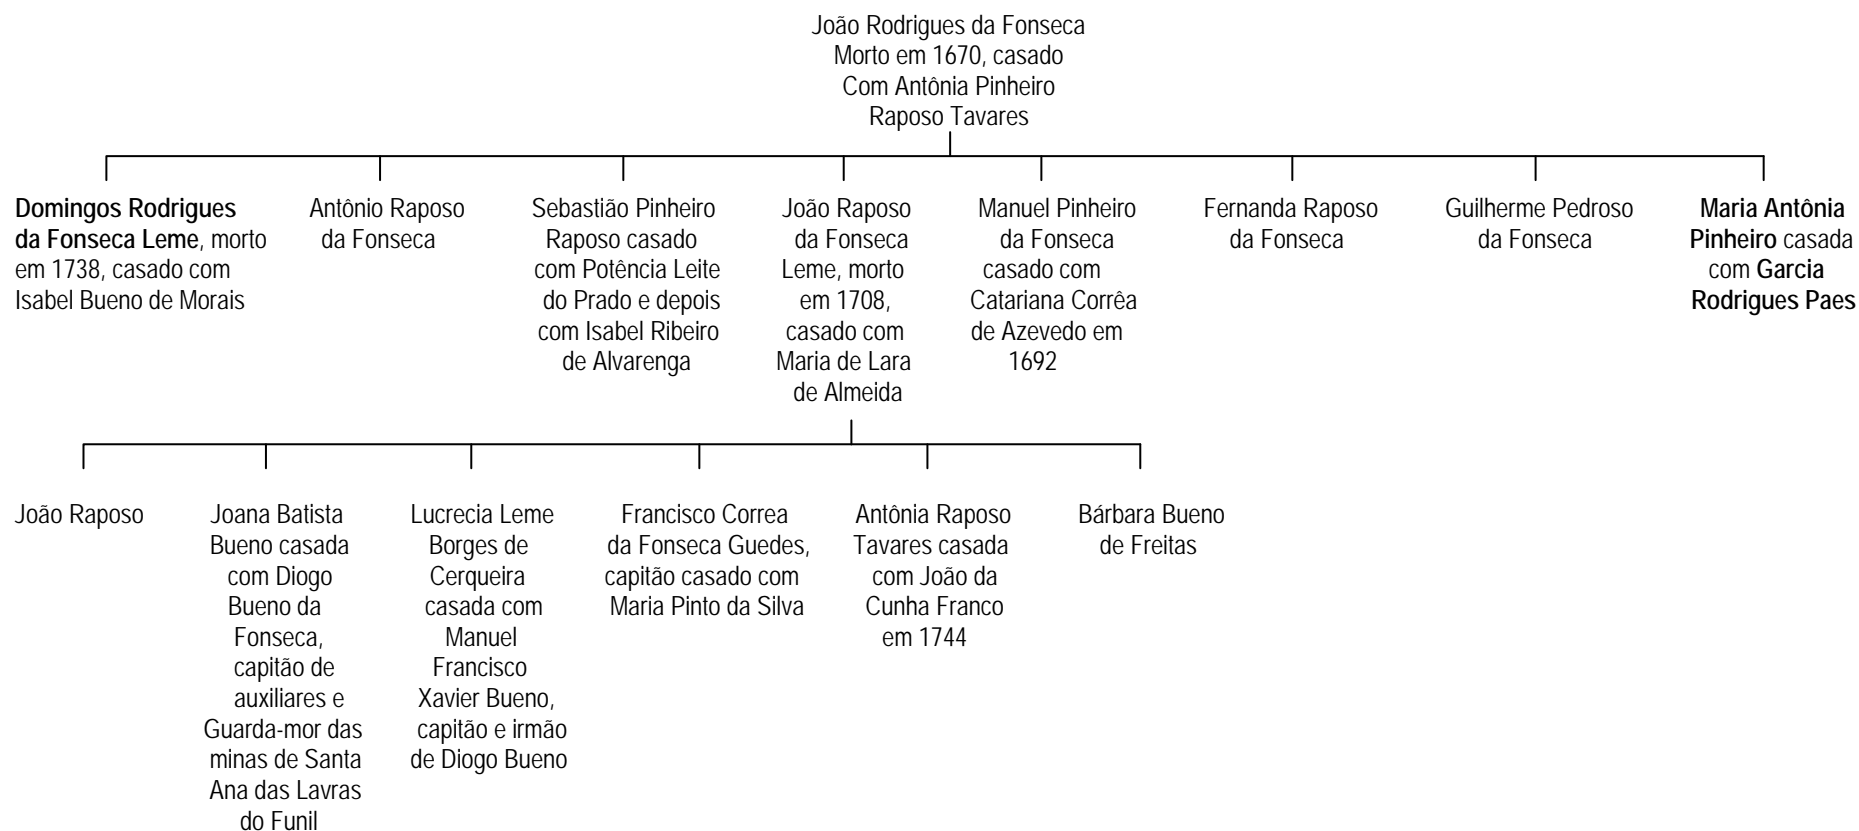 João Rodrigues da Fonseca
Morto em 1670, casado
Com Antônia Pinheiro
Raposo Tavares
Domingos Rodrigues
da Fonseca Leme, morto
em 1738, casado com
Isabel Bueno de Morais
Antônio Raposo
da Fonseca
Sebastião Pinheiro
Raposo casado
com Potência Leite
do Prado e depois
com Isabel Ribeiro
de Alvarenga
João Raposo
da Fonseca
Leme, morto
em 1708,
casado com
Maria de Lara
de Almeida
Manuel Pinheiro
da Fonseca
casado com
Catariana Corrêa
de Azevedo em
1692
Fernanda Raposo
da Fonseca
Guilherme Pedroso
da Fonseca
Maria Antônia
Pinheiro casada
com Garcia
Rodrigues Paes
João Raposo
Joana Batista
Bueno casada
com Diogo
Bueno da
Fonseca,
capitão de
auxiliares e
Guarda-mor das
minas de Santa
Ana das Lavras
do Funil
Lucrecia Leme
Borges de
Cerqueira
casada com
Manuel
Francisco
Xavier Bueno,
capitão e irmão
de Diogo Bueno
Francisco Correa
da Fonseca Guedes,
capitão casado com
Maria Pinto da Silva
Antônia Raposo
Tavares casada
com João da
Cunha Franco
em 1744
Bárbara Bueno
de Freitas